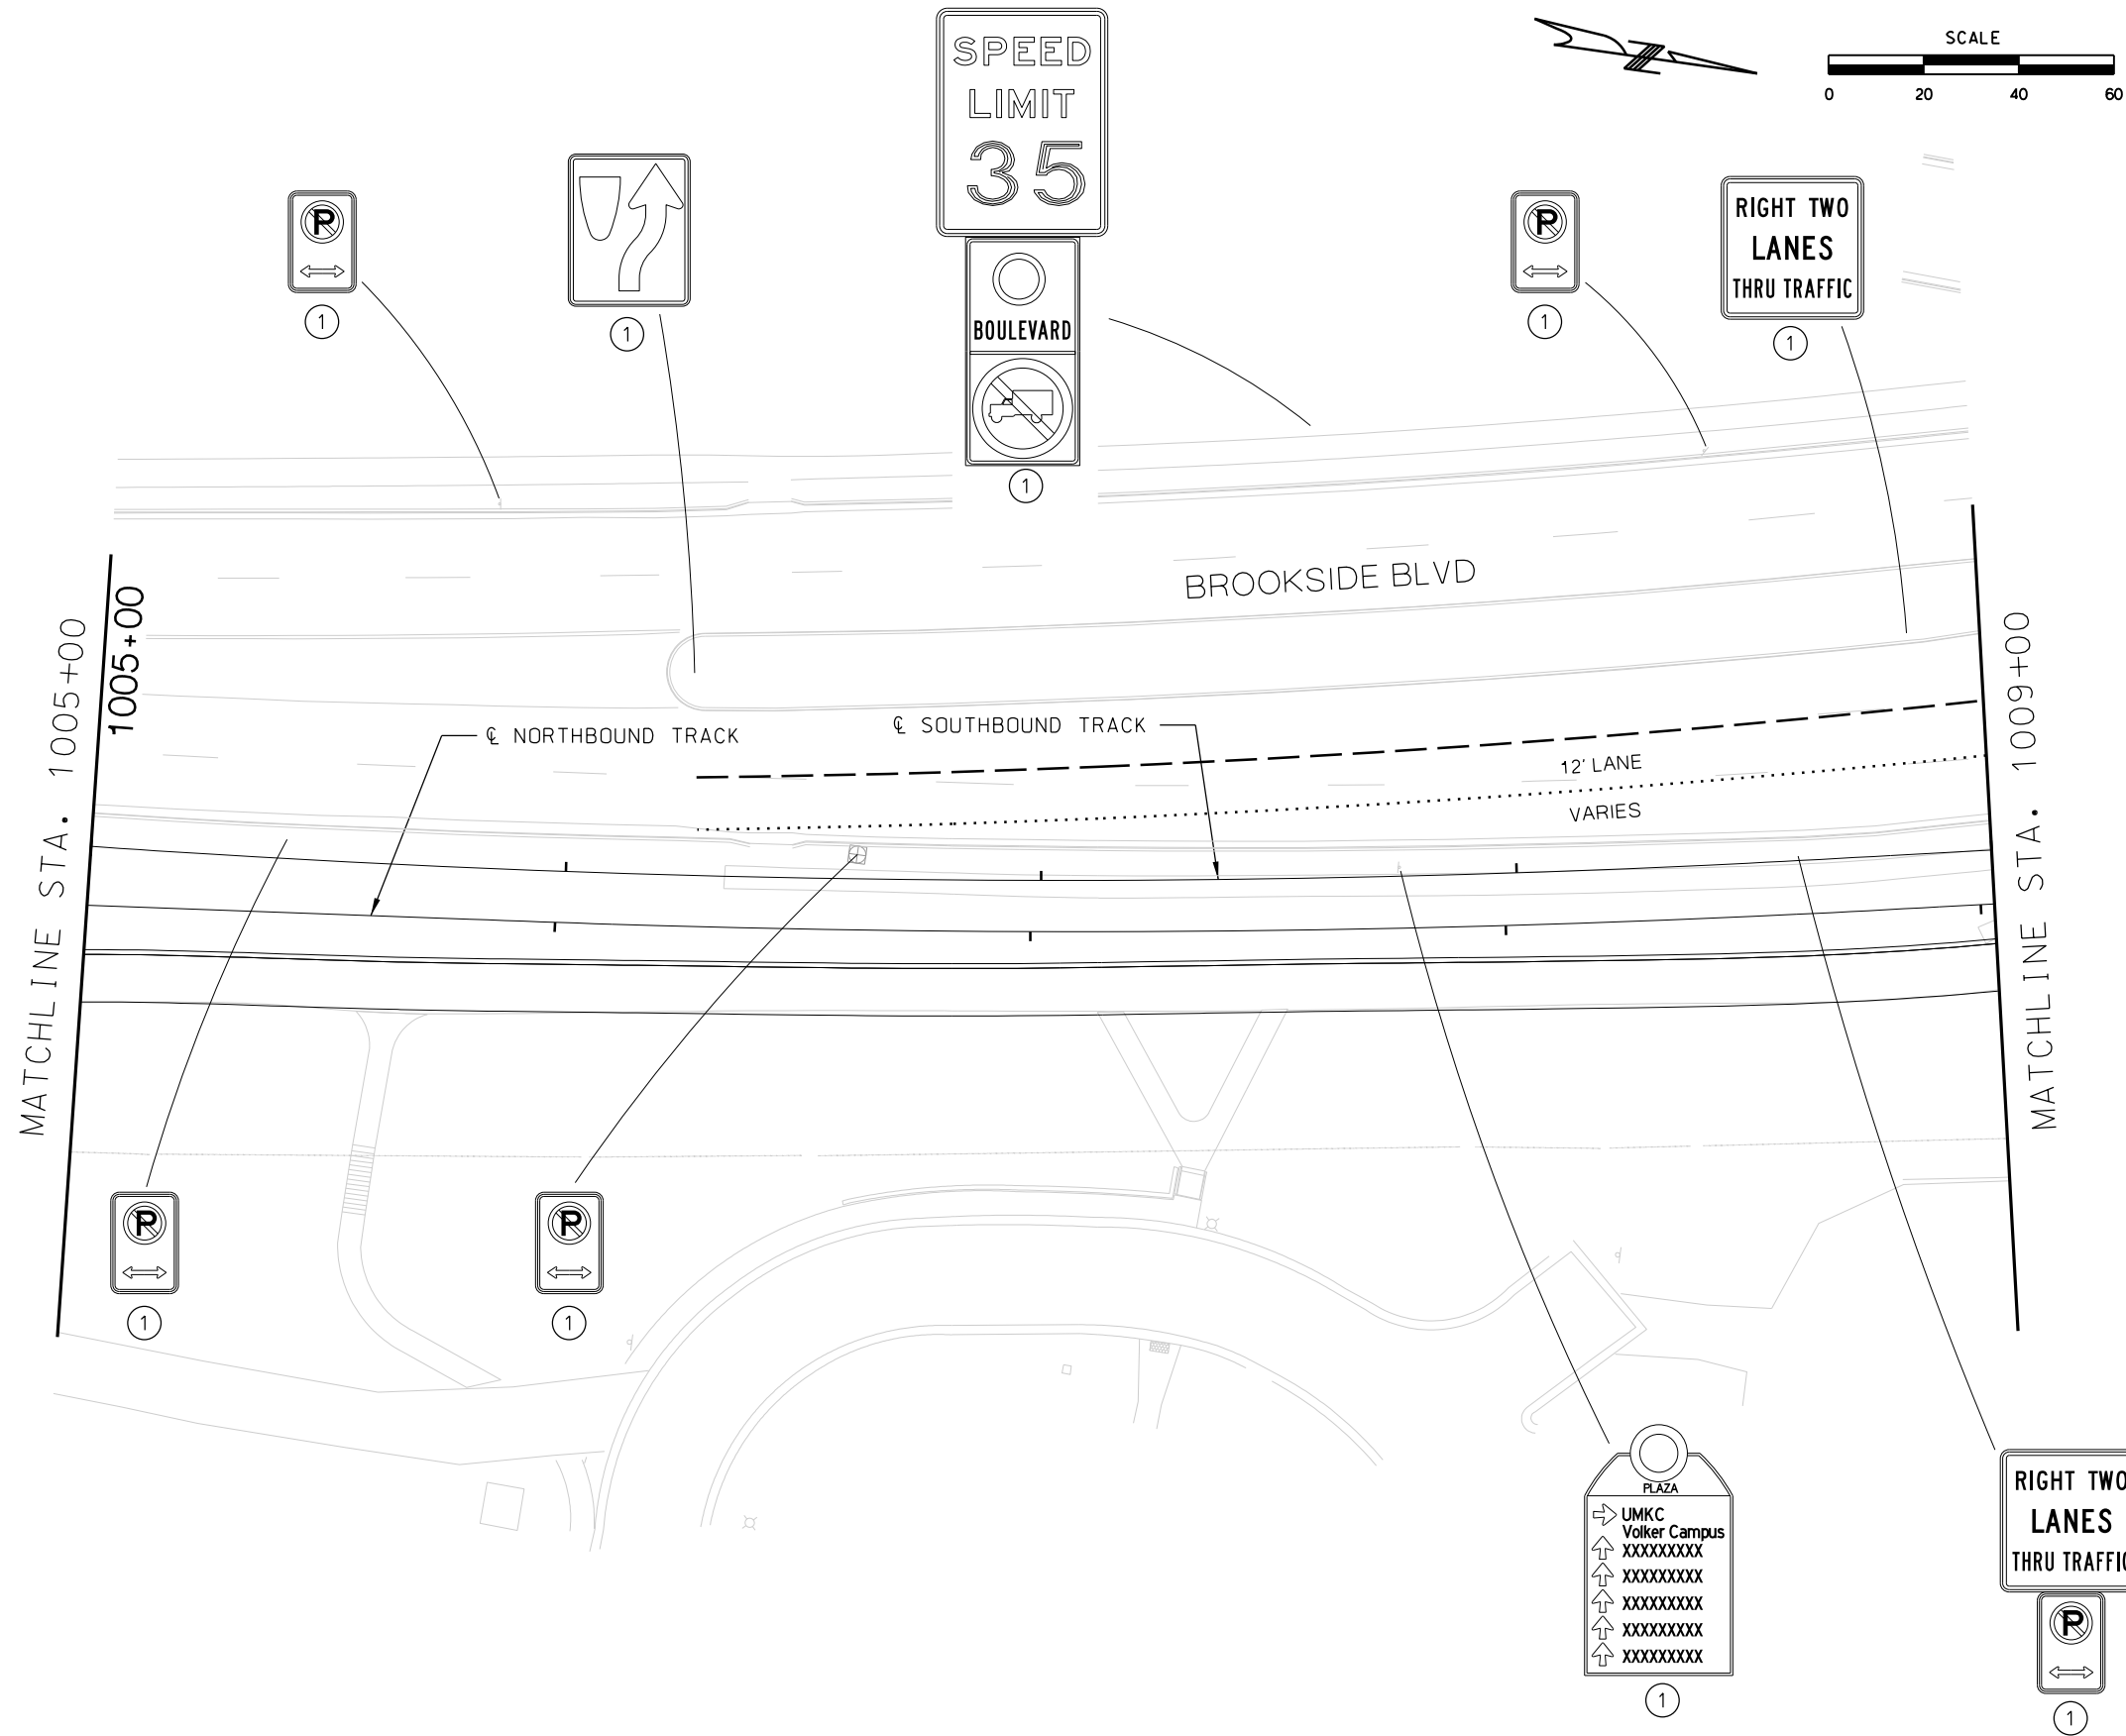 SCALE
0 20 40 60
SPEED
LIMIT
35
BOULEVARD
1
P
1
1
P
1
RIGHT TWO
LANES
THRU TRAFFIC
1
BROOKSIDE BLVD
MATCHLINE STA. 1005+00
1005+00
℄ NORTHBOUND TRACK
℄ SOUTHBOUND TRACK
12' LANE
VARIES
MATCHLINE STA. 1009+00
P
1
P
1
PLAZA
UMKC
Volker Campus
XXXXXXXXX
XXXXXXXXX
XXXXXXXXX
XXXXXXXXX
XXXXXXXXX
1
RIGHT TWO
LANES
THRU TRAFFIC
P
1